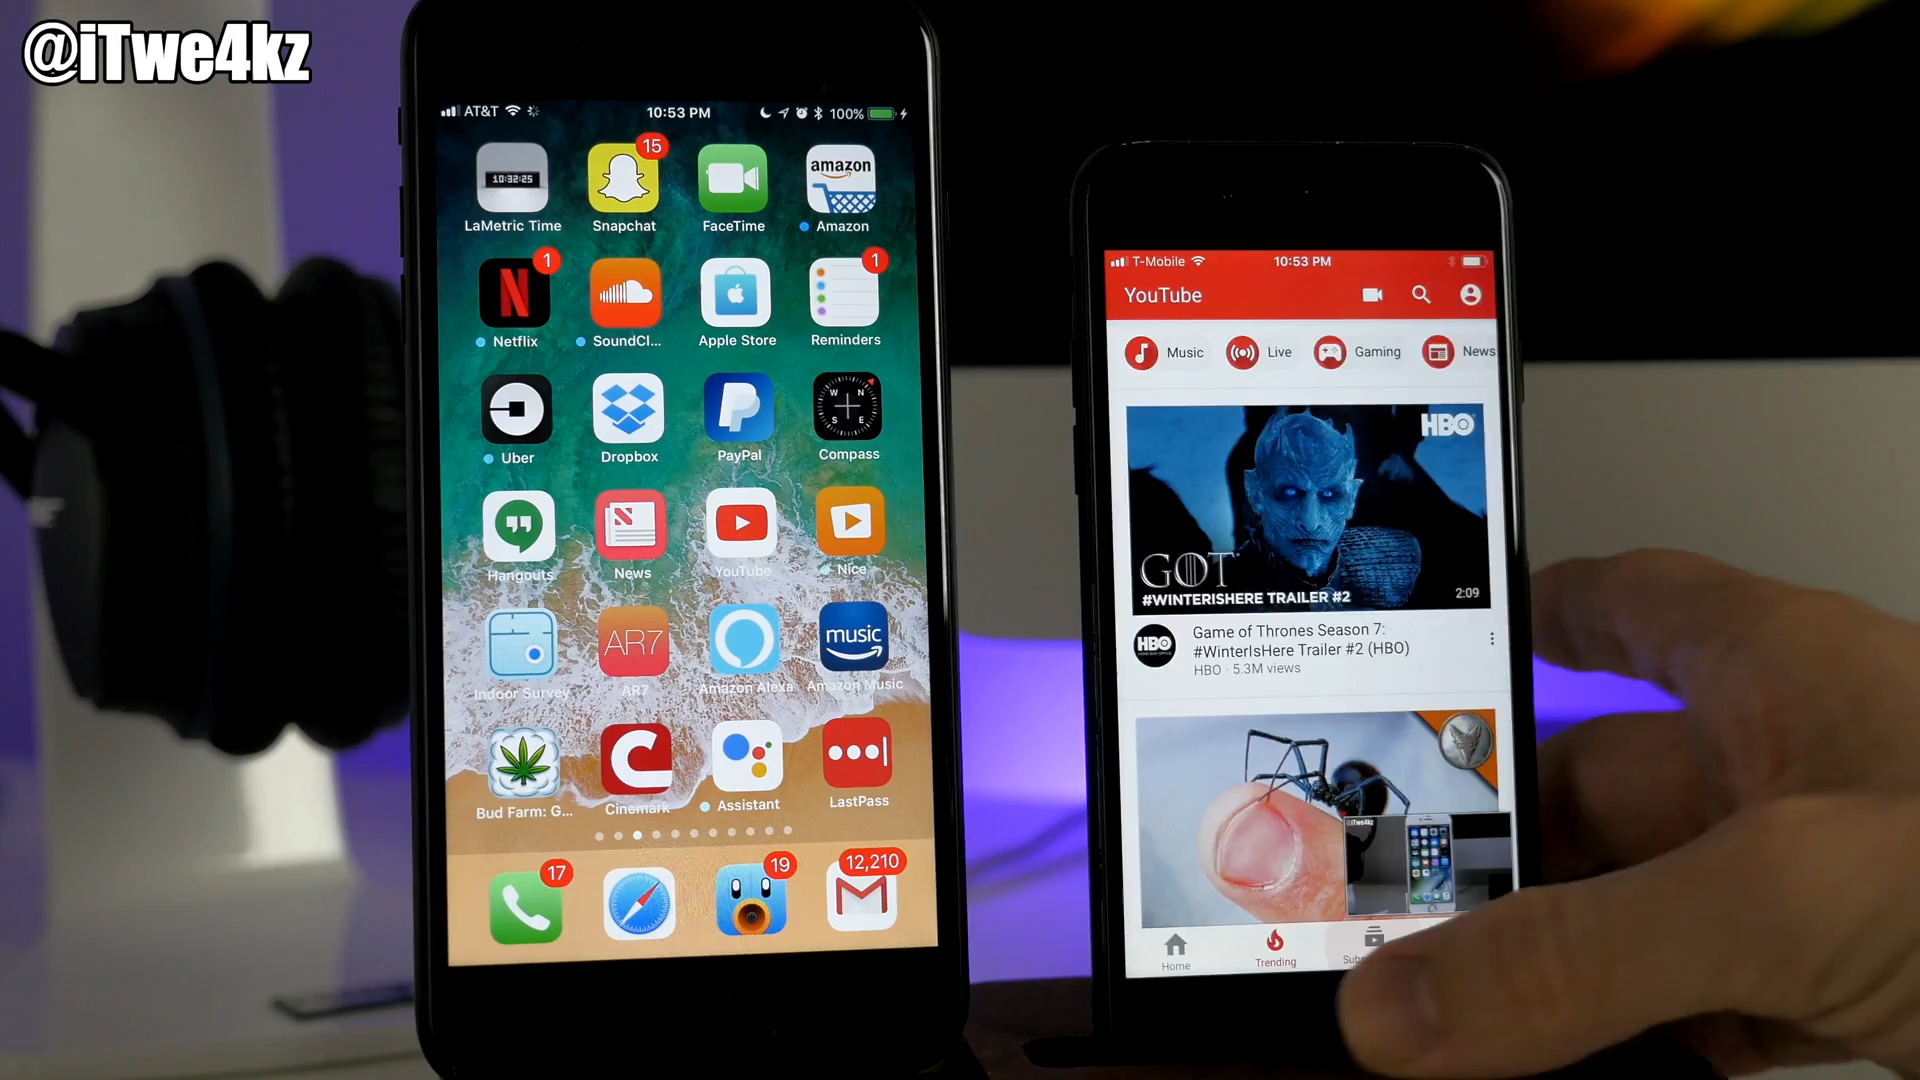 @iTwe4kz
AT&T
10:53 PM
100%
10:32:25
15
amazon
LaMetric Time
Snapchat
FaceTime
Amazon
1
N
1
Netflix
SoundCl...
Apple Store
Reminders
W N
S E
Uber
Dropbox
PayPal
Compass
Hangouts
News
YouTube
Nice
AR7
music
Indoor Survey
AR7
Amazon Alexa
Amazon Music
Bud Farm: G...
Cinemark
Assistant
LastPass
17
19
12,210
T-Mobile
10:53 PM
YouTube
Music
Live
Gaming
News
HBO
GOT
#WINTERISHERE TRAILER #2
2:09
HBO
Game of Thrones Season 7:
#WinterIsHere Trailer #2 (HBO)
HBO · 5.3M views
@iTwe4kz
Home
Trending